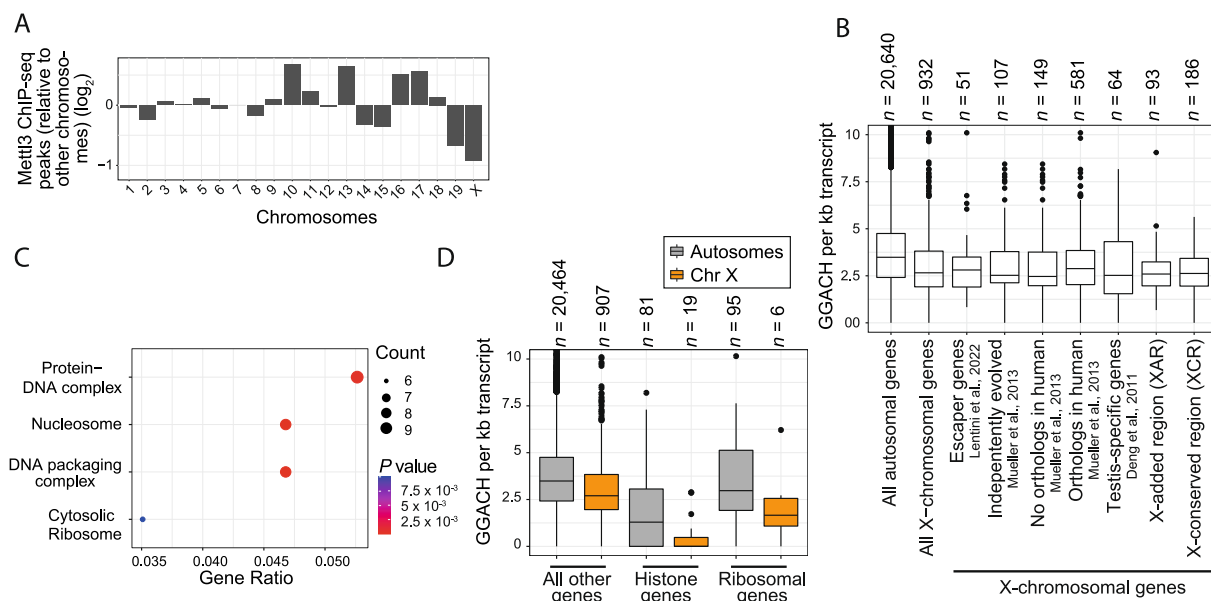 A
Mettl3 ChIP-seq
peaks (relative to
other chromoso-
mes) (log2)
0
−1
1 2 3 4 5 6 7 8 9 10 11 12 13 14 15 16 17 18 19 X
Chromosomes
B
n = 20,640
n = 932
n = 51
n = 107
n = 149
n = 581
n = 64
n = 93
n = 186
GGACH per kb transcript
10
7.5
5
2.5
00
All autosomal genes
All X−chromosomal genes
Escaper genes
Lentini et al., 2022
Indepentently evolved
Mueller et al., 2013
No orthologs in human
Mueller et al., 2013
Orthologs in human
Mueller et al., 2013
Testis-specific genes
Deng et al., 2011
X-added region (XAR)
X-conserved region (XCR)
X-chromosomal genes
C
Protein−
DNA complex
Nucleosome
DNA packaging
complex
Cytosolic
Ribosome
0.035 0.040 0.045 0.050
Gene Ratio
Count
6
7
8
9
P value
7.5 x 10⁻³
5.0 x 10⁻³
2.5 x 10⁻³
D
Autosomes
Chr X
n = 20,464
n = 907
n = 81
n = 19
n = 95
n = 6
GGACH per kb transcript
10
7.5
5
2.5
0
All other
genes
Histone
genes
Ribosomal
genes